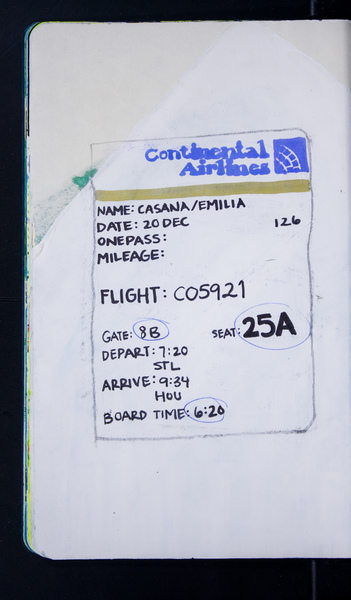 Continental
Airlines
NAME: CASANA/EMILIA
DATE: 20 DEC 126
ONEPASS:
MILEAGE:
FLIGHT: CO5921
GATE: 8B SEAT: 25A
DEPART: 7:20
STL
ARRIVE: 9:34
HOU
BOARD TIME: 6:20